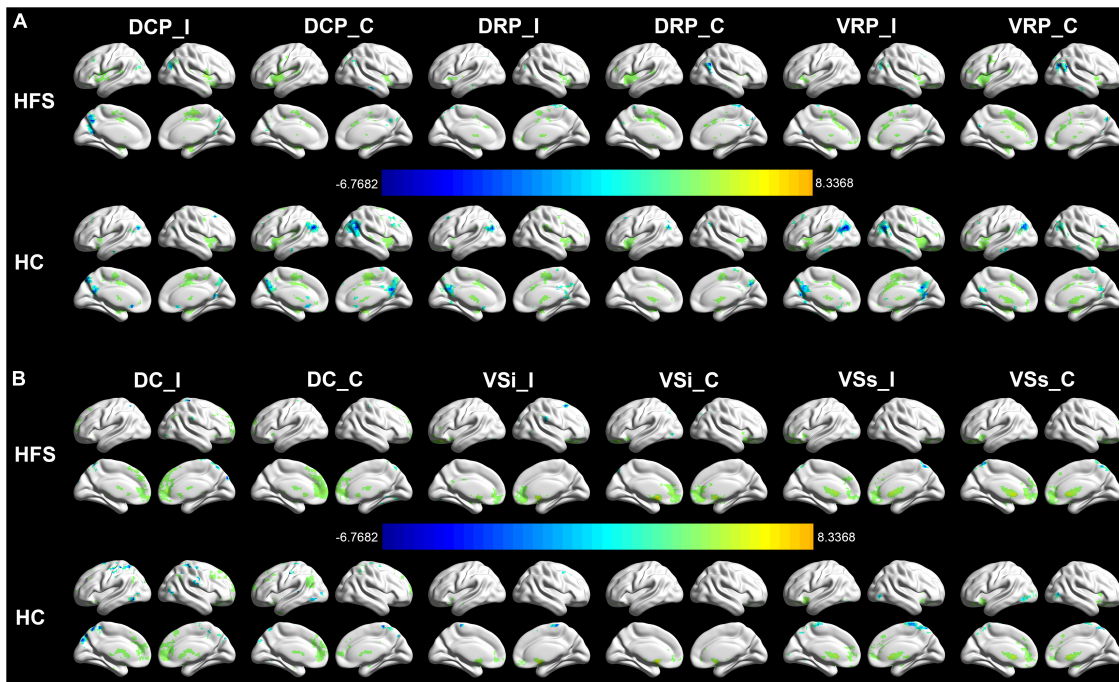 A
DCP_I DCP_C DRP_I DRP_C VRP_I VRP_C
HFS
-6.7682 8.3368
HC
B
DC_I DC_C VSi_I VSi_C VSs_I VSs_C
HFS
-6.7682 8.3368
HC